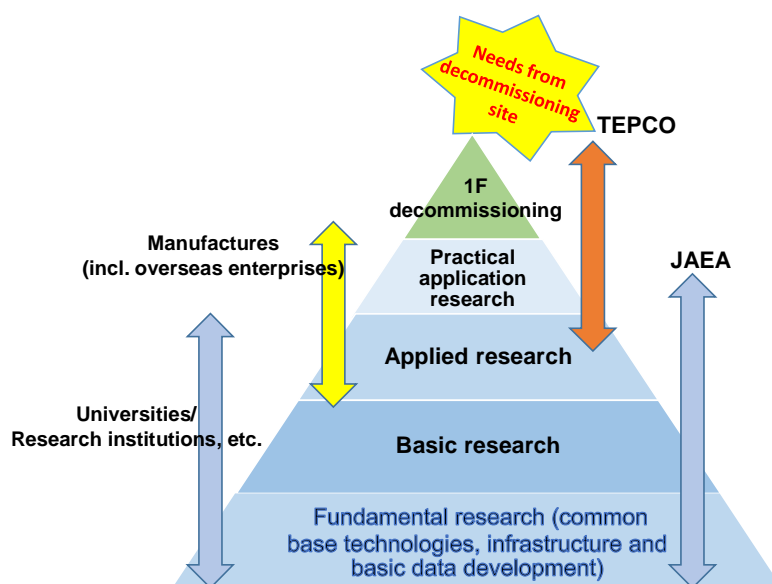 Needs from
decommissioning
site
TEPCO
1F
decommissioning
Manufactures
(incl. overseas enterprises)
Practical
application
research
JAEA
Applied research
Universities/
Research institutions, etc.
Basic research
Fundamental research (common
base technologies, infrastructure and
basic data development)